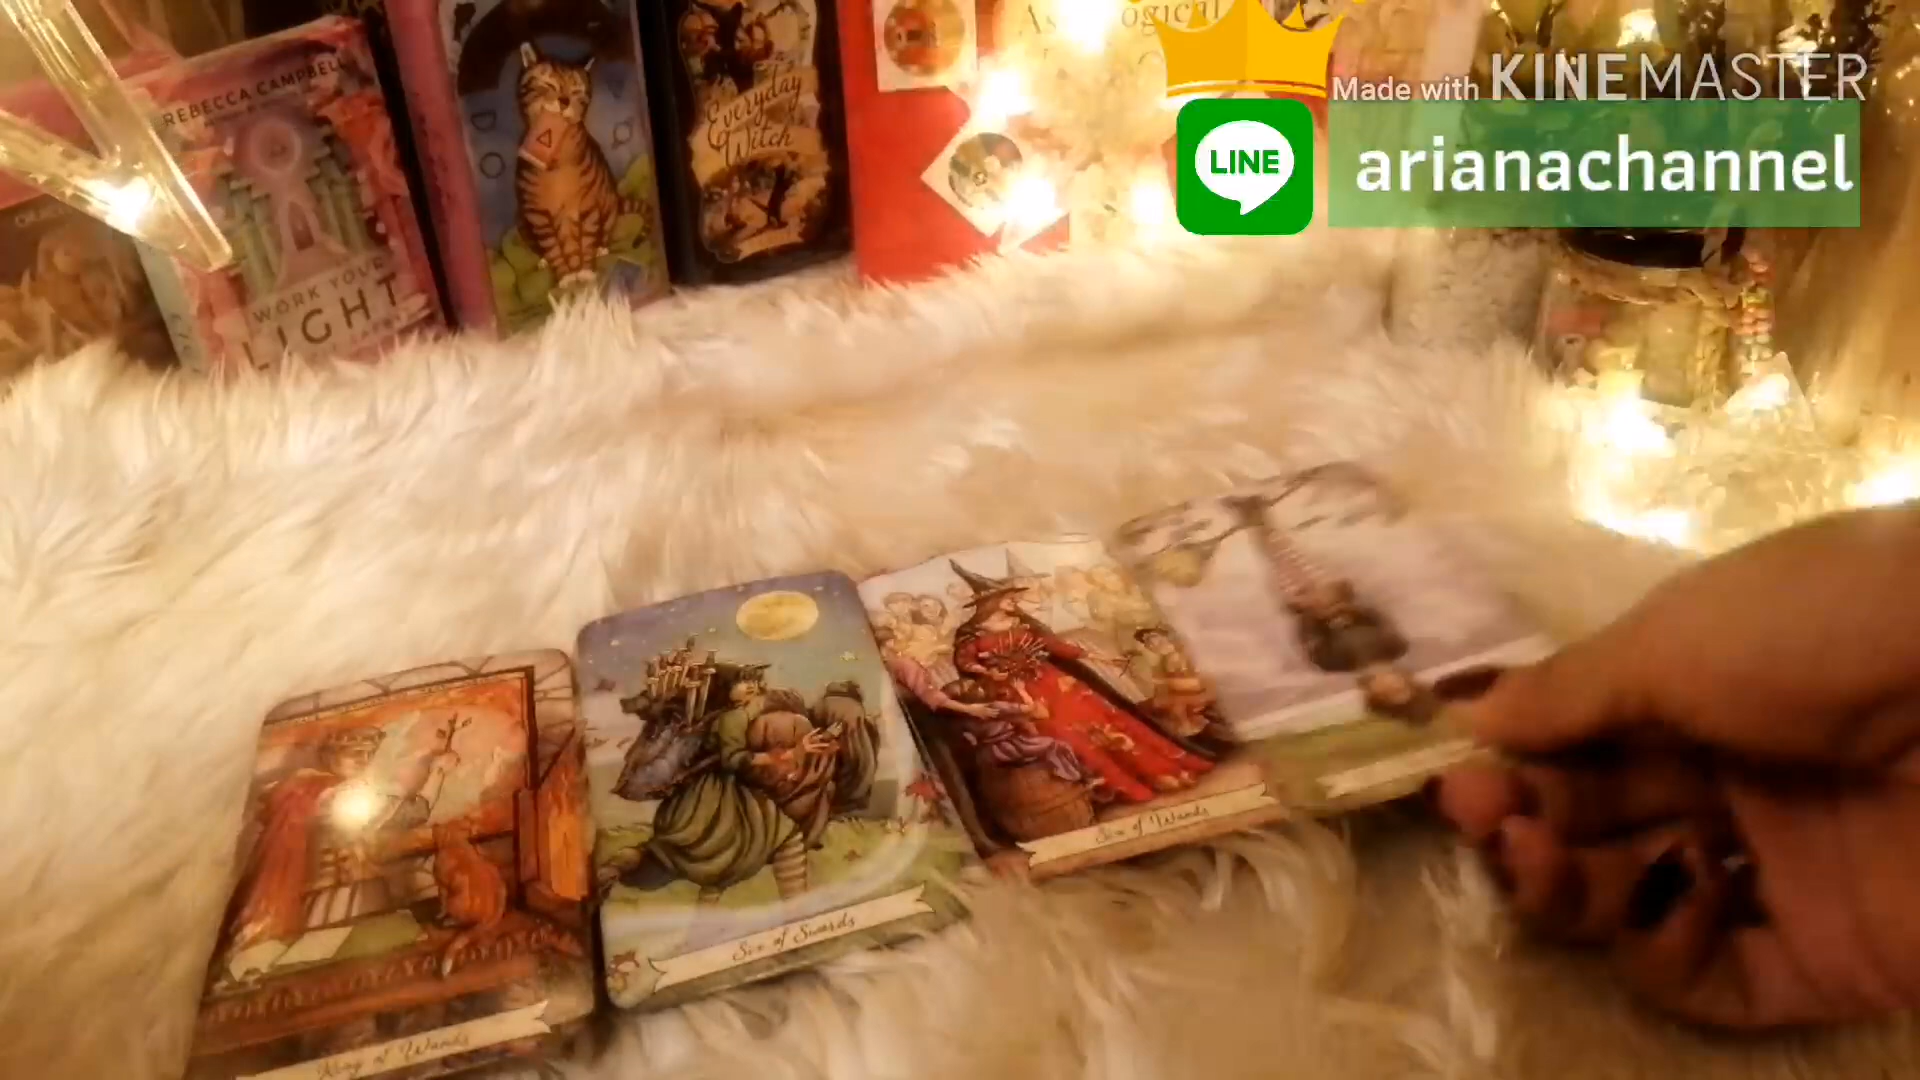 REBECCA CAMPBELL
WORK YOUR
LIGHT
Everyday
Witch
Astrological
Made with KINEMASTER
LINE
arianachannel
King of Wands
Six of Swords
Six of Wands